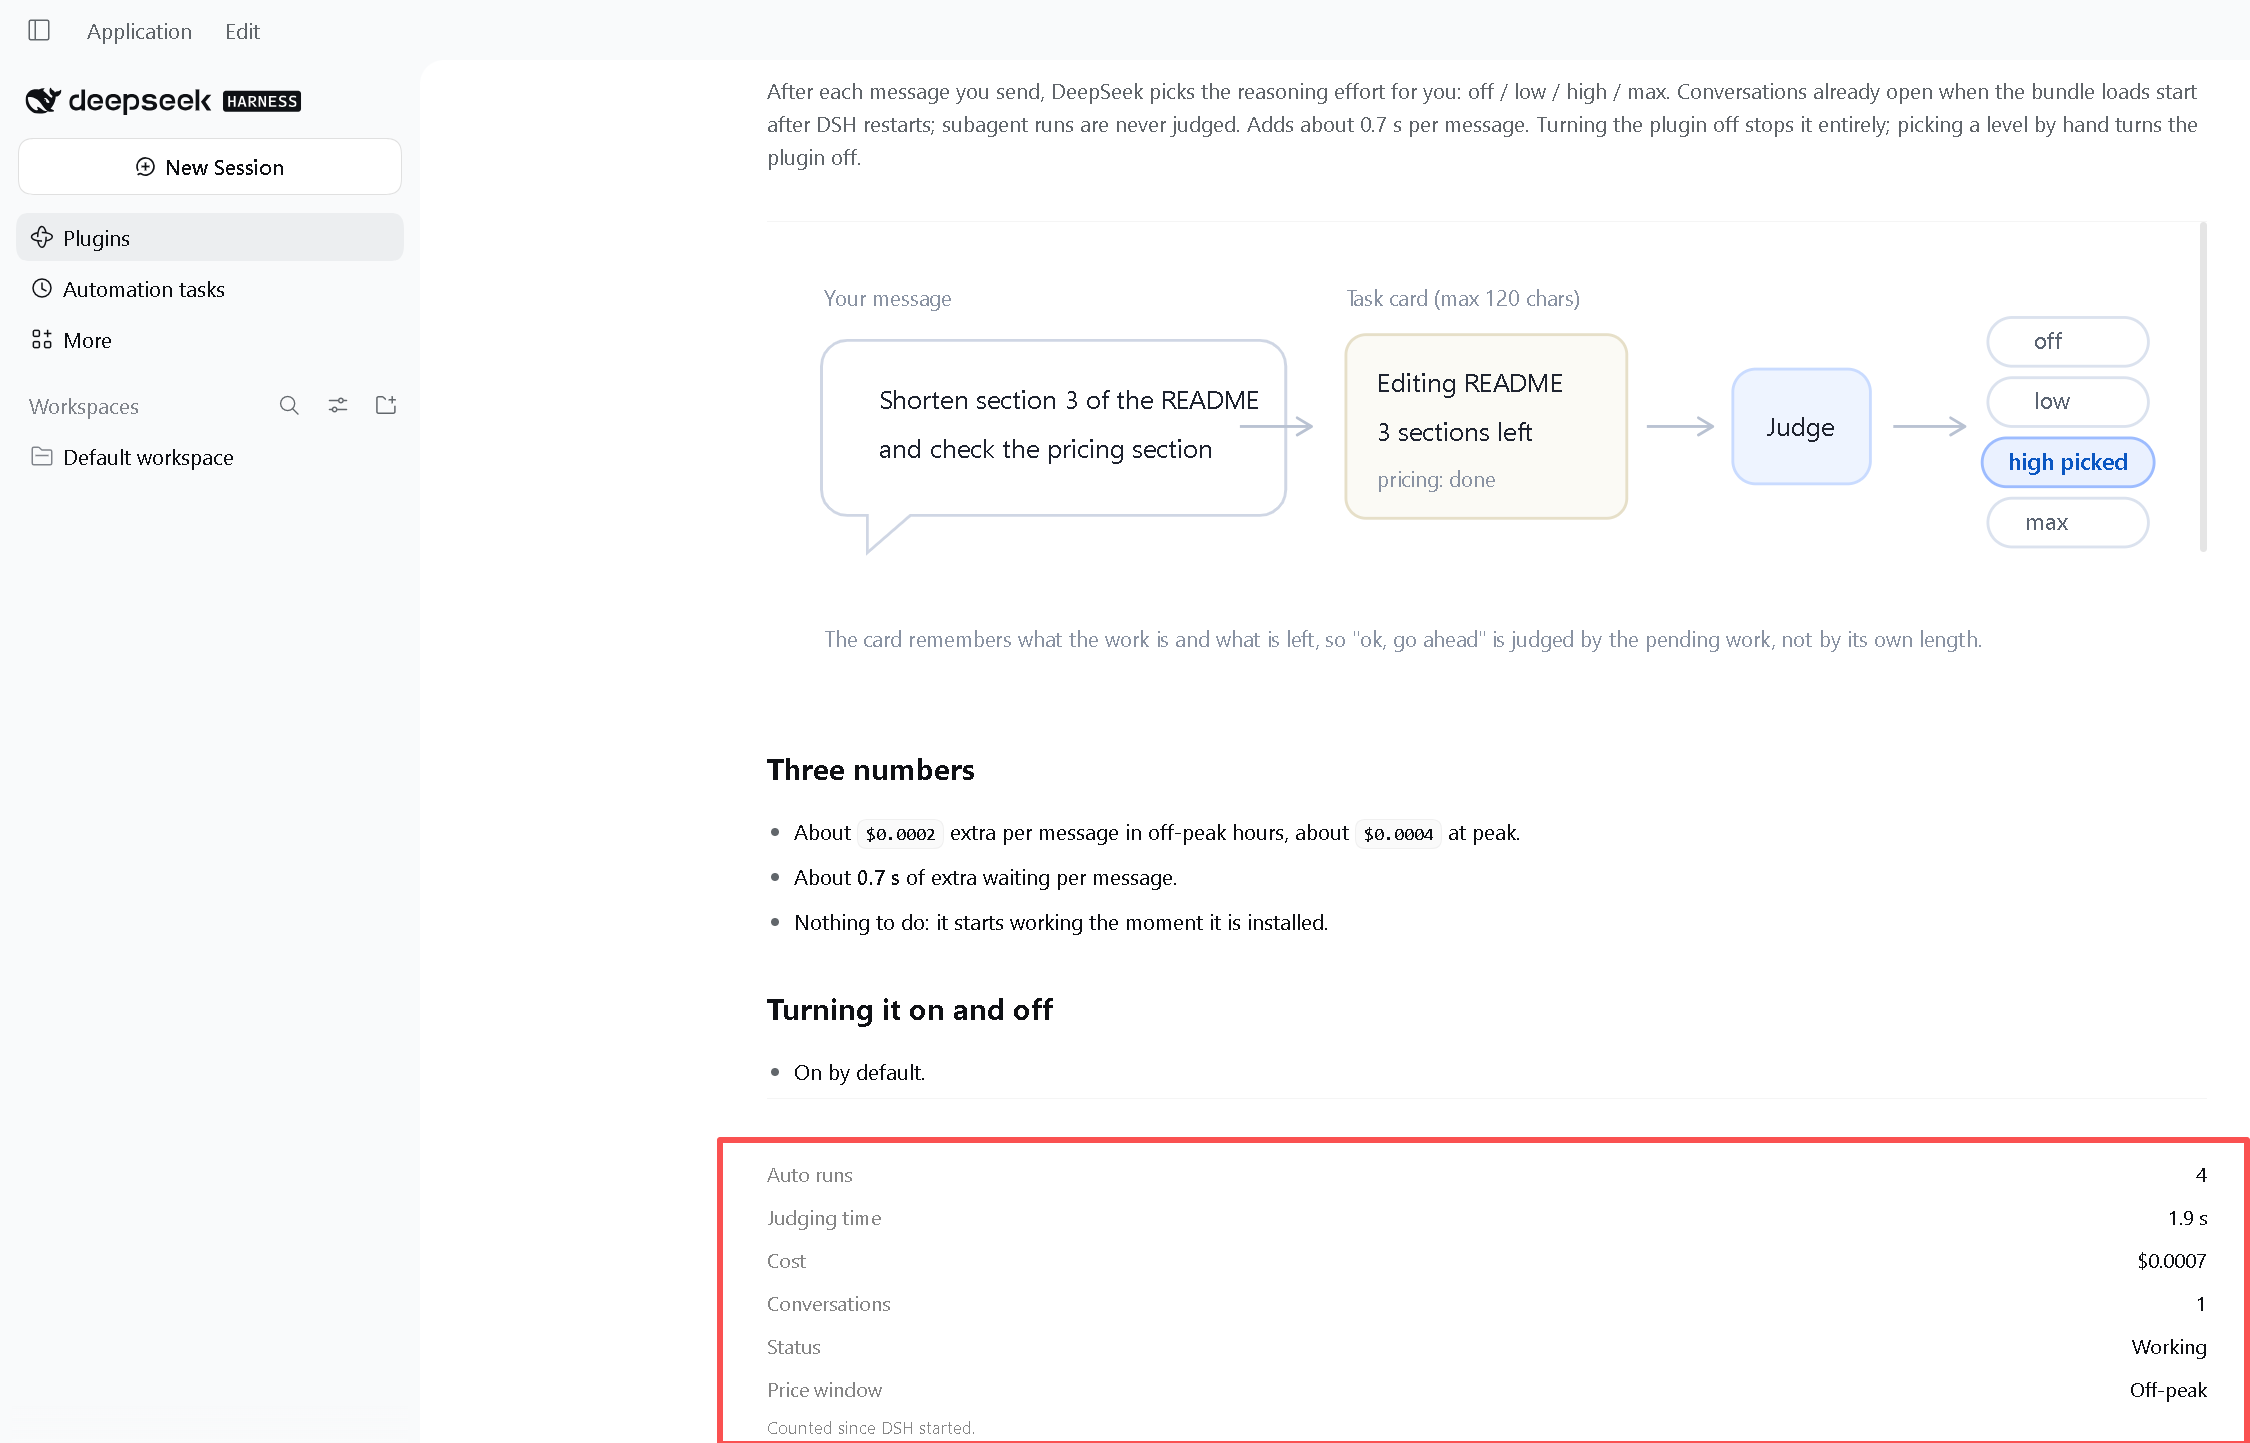 Application Edit
deepseek HARNESS
New Session
Plugins
Automation tasks
More
Workspaces
Default workspace
After each message you send, DeepSeek picks the reasoning effort for you: off / low / high / max. Conversations already open when the bundle loads start
after DSH restarts; subagent runs are never judged. Adds about 0.7 s per message. Turning the plugin off stops it entirely; picking a level by hand turns the
plugin off.
Your message
Shorten section 3 of the README
and check the pricing section
Task card (max 120 chars)
Editing README
3 sections left
pricing: done
Judge
off
low
high picked
max
The card remembers what the work is and what is left, so "ok, go ahead" is judged by the pending work, not by its own length.
Three numbers
About $0.0002 extra per message in off-peak hours, about $0.0004 at peak.
About 0.7 s of extra waiting per message.
Nothing to do: it starts working the moment it is installed.
Turning it on and off
On by default.
Auto runs 4
Judging time 1.9 s
Cost $0.0007
Conversations 1
Status Working
Price window Off-peak
Counted since DSH started.